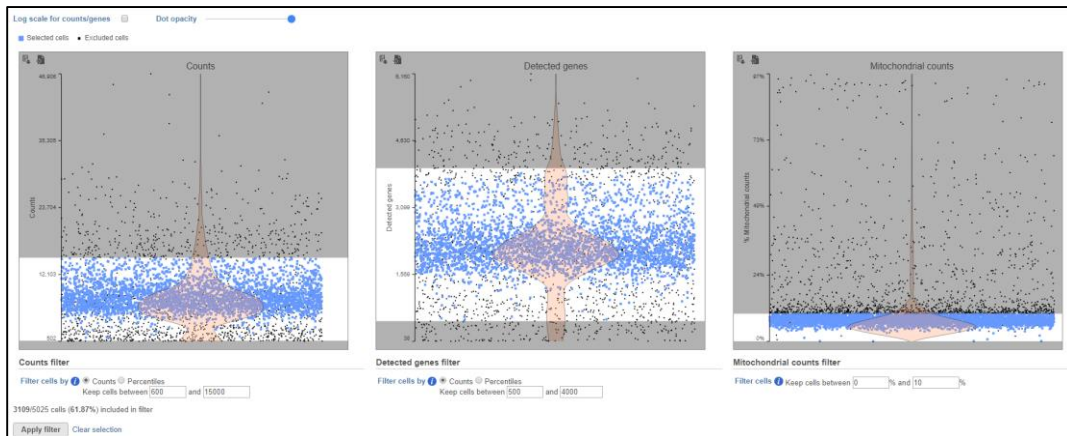 Log scale for counts/genes Dot opacity
Selected cells Excluded cells
Counts
46,908
35,306
23,704
12,103
502
Counts
Detected genes
6,160
4,630
3,099
1,568
38
Detected genes
Mitochondrial counts
97%
73%
49%
24%
0%
% Mitochondrial counts
Counts filter
Filter cells by Counts Percentiles
Keep cells between 600 and 15000
Detected genes filter
Filter cells by Counts Percentiles
Keep cells between 500 and 4000
Mitochondrial counts filter
Filter cells Keep cells between 0 % and 10 %
3109/5025 cells (61.87%) included in filter
Apply filter Clear selection